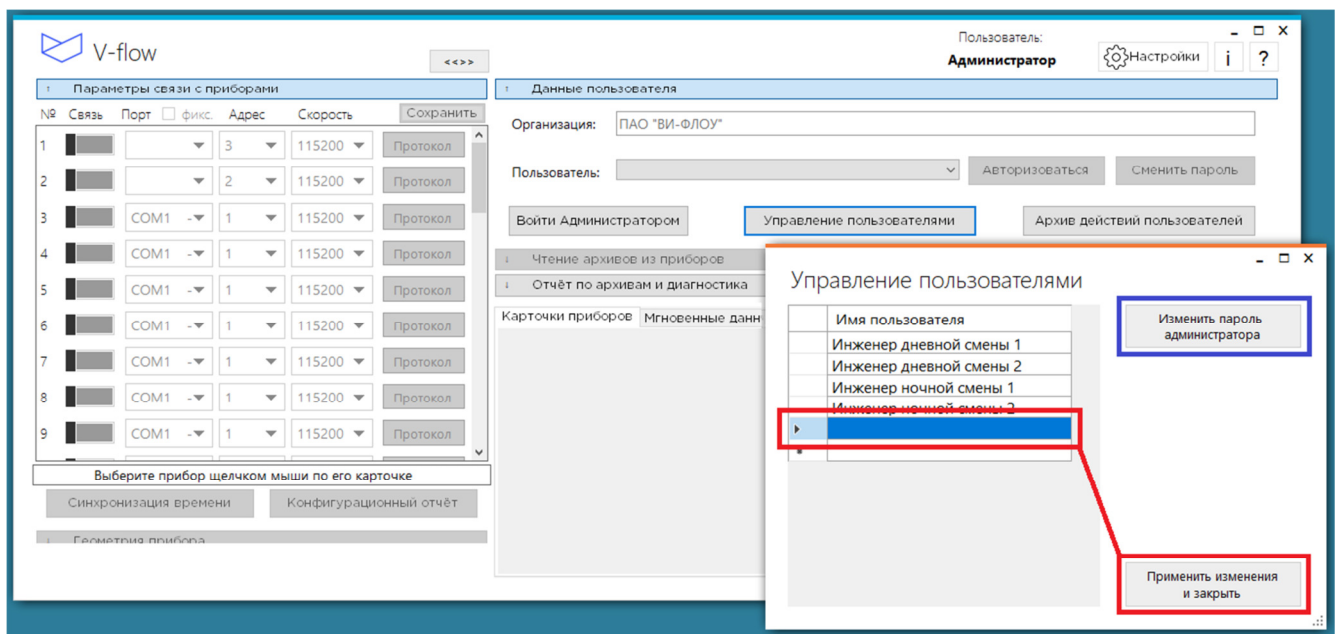 V-flow
<<>>
Пользователь:
Администратор
Настройки
i
?
Параметры связи с приборами
№ Связь Порт фикс. Адрес Скорость Сохранить
1 3 115200 Протокол
2 2 115200 Протокол
3 COM1 - 1 115200 Протокол
4 COM1 - 1 115200 Протокол
5 COM1 - 1 115200 Протокол
6 COM1 - 1 115200 Протокол
7 COM1 - 1 115200 Протокол
8 COM1 - 1 115200 Протокол
9 COM1 - 1 115200 Протокол
Выберите прибор щелчком мыши по его карточке
Синхронизация времени Конфигурационный отчёт
Геометрия прибора
Данные пользователя
Организация: ПАО "ВИ-ФЛОУ"
Пользователь: Авторизоваться Сменить пароль
Войти Администратором Управление пользователями Архив действий пользователей
Чтение архивов из приборов
Отчёт по архивам и диагностика
Карточки приборов Мгновенные данн
Управление пользователями
Имя пользователя
Инженер дневной смены 1
Инженер дневной смены 2
Инженер ночной смены 1
Инженер ночной смены 2
Изменить пароль
администратора
Применить изменения
и закрыть